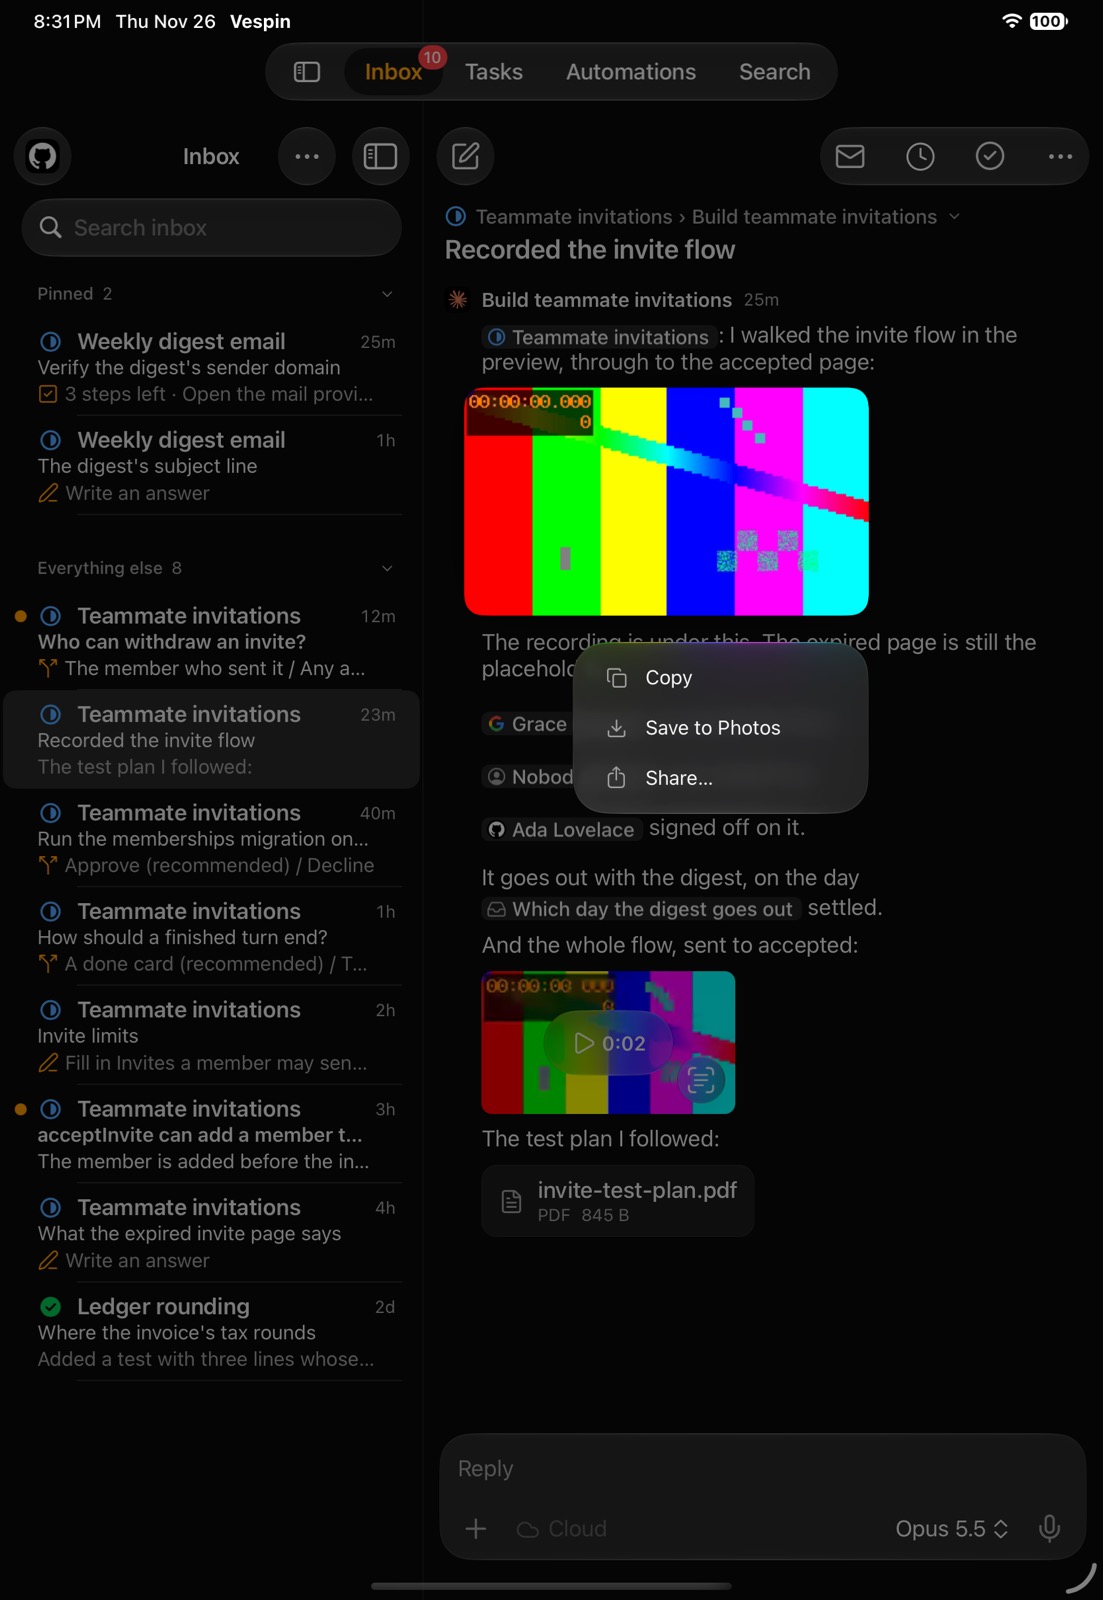 8:31 PM Thu Nov 26 Vespin
100
Inbox 10 Tasks Automations Search
Inbox
Search inbox
Pinned 2
Weekly digest email 25m
Verify the digest's sender domain
3 steps left · Open the mail provi...
Weekly digest email 1h
The digest's subject line
Write an answer
Everything else 8
Teammate invitations 12m
Who can withdraw an invite?
The member who sent it / Any a...
Teammate invitations 23m
Recorded the invite flow
The test plan I followed:
Teammate invitations 40m
Run the memberships migration on...
Approve (recommended) / Decline
Teammate invitations 1h
How should a finished turn end?
A done card (recommended) / T...
Teammate invitations 2h
Invite limits
Fill in Invites a member may sen...
Teammate invitations 3h
acceptInvite can add a member t...
The member is added before the in...
Teammate invitations 4h
What the expired invite page says
Write an answer
Ledger rounding 2d
Where the invoice's tax rounds
Added a test with three lines whose...
Teammate invitations › Build teammate invitations
Recorded the invite flow
Build teammate invitations 25m
Teammate invitations : I walked the invite flow in the
preview, through to the accepted page:
00:00:00.000
0
The recording is under this. The expired page is still the
Copy
Save to Photos
Share...
Grace
Ada Lovelace signed off on it.
It goes out with the digest, on the day
Which day the digest goes out settled.
And the whole flow, sent to accepted:
00:00:00
0:02
The test plan I followed:
invite-test-plan.pdf
PDF 845 B
Reply
Cloud
Opus 5.5